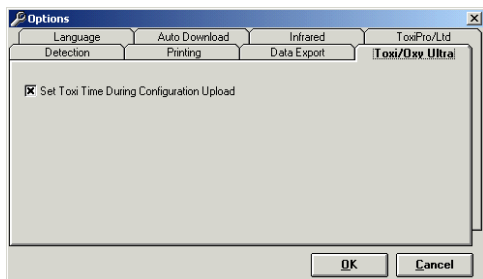 Options
Language Auto Download Infrared ToxiPro/Ltd
Detection Printing Data Export Toxi/Oxy Ultra
Set Toxi Time During Configuration Upload
OK Cancel